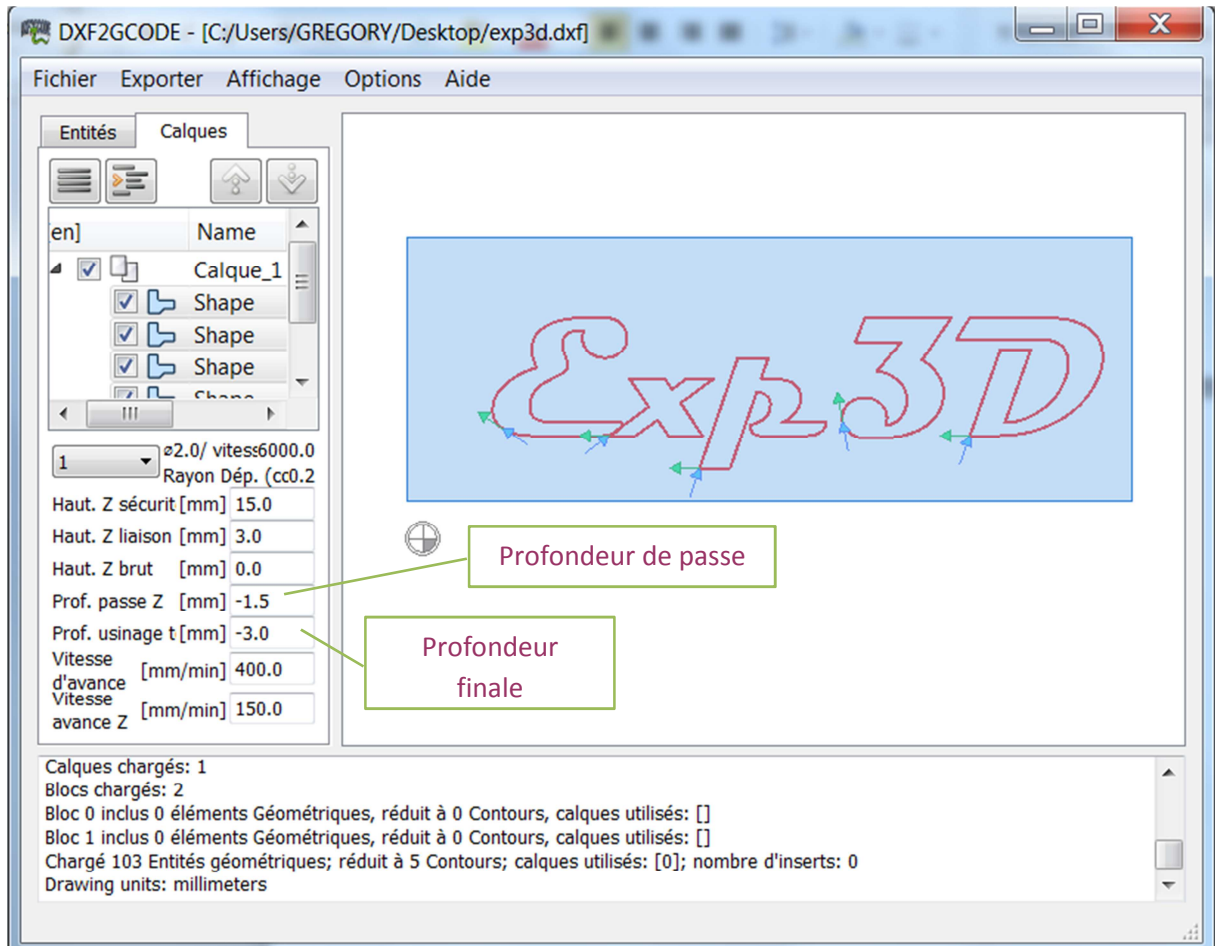 DXF2GCODE - [C:/Users/GREGORY/Desktop/exp3d.dxf]
Fichier Exporter Affichage Options Aide
Entités Calques
en] Name
Calque_1
Shape
Shape
Shape
Shape
1
ø2.0/ vitess6000.0
Rayon Dép. (cc0.2
Haut. Z sécurit [mm] 15.0
Haut. Z liaison [mm] 3.0
Haut. Z brut [mm] 0.0
Prof. passe Z [mm] -1.5
Prof. usinage t [mm] -3.0
Vitesse
d'avance [mm/min] 400.0
Vitesse
avance Z [mm/min] 150.0
Exp 3D
Profondeur de passe
Profondeur
finale
Calques chargés: 1
Blocs chargés: 2
Bloc 0 inclus 0 éléments Géométriques, réduit à 0 Contours, calques utilisés: []
Bloc 1 inclus 0 éléments Géométriques, réduit à 0 Contours, calques utilisés: []
Chargé 103 Entités géométriques; réduit à 5 Contours; calques utilisés: [0]; nombre d'inserts: 0
Drawing units: millimeters